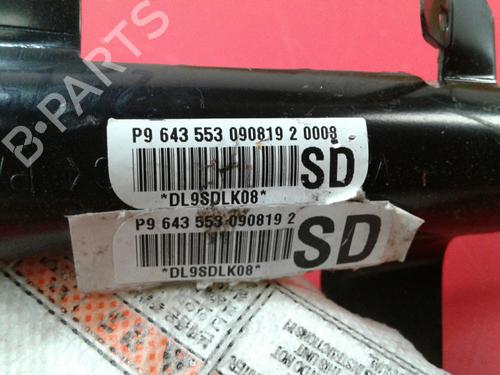 B-PARTS
P9 643 553 090819 2 0008
SD
*DL9SDLK08*
P9 643 553 090819 2
SD
*DL9SDLK08*